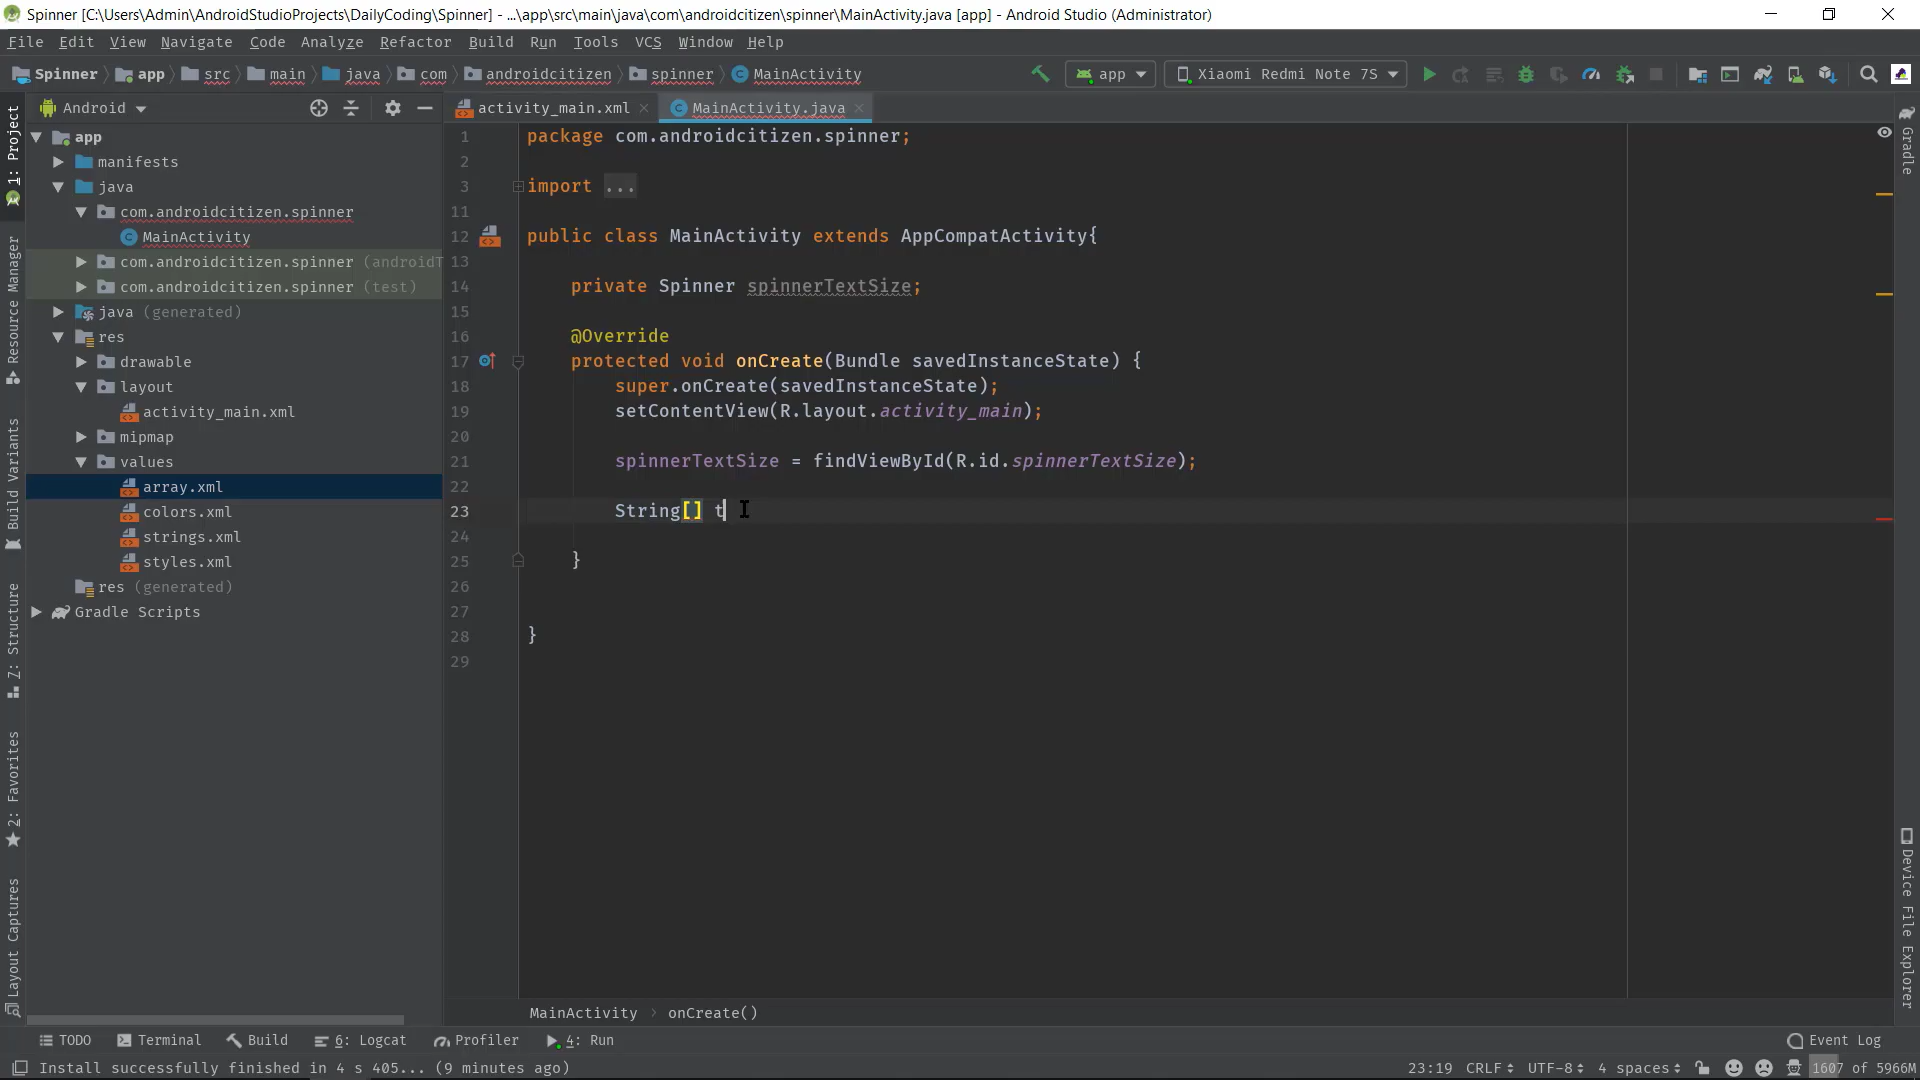 Spinner [C:\Users\Admin\AndroidStudioProjects\DailyCoding\Spinner] - ...\app\src\main\java\com\androidcitizen\spinner\MainActivity.java [app] - Android Studio (Administrator)
File Edit View Navigate Code Analyze Refactor Build Run Tools VCS Window Help
Spinner app src main java com androidcitizen spinner MainActivity app Xiaomi Redmi Note 7S
Android
activity_main.xml MainActivity.java
1: Project
Resource Manager
Build Variants
7: Structure
2: Favorites
Layout Captures
app
manifests
java
com.androidcitizen.spinner
MainActivity
com.androidcitizen.spinner (androidT
com.androidcitizen.spinner (test)
java (generated)
res
drawable
layout
activity_main.xml
mipmap
values
array.xml
colors.xml
strings.xml
styles.xml
res (generated)
Gradle Scripts
1 package com.androidcitizen.spinner;
2
3 import ...
11
12 public class MainActivity extends AppCompatActivity{
13
14 private Spinner spinnerTextSize;
15
16 @Override
17 protected void onCreate(Bundle savedInstanceState) {
18 super.onCreate(savedInstanceState);
19 setContentView(R.layout.activity_main);
20
21 spinnerTextSize = findViewById(R.id.spinnerTextSize);
22
23 String[] t
24
25 }
26
27
28 }
29
Gradle
Device File Explorer
MainActivity › onCreate()
TODO Terminal Build 6: Logcat Profiler 4: Run Event Log
Install successfully finished in 4 s 405... (9 minutes ago) 23:19 CRLF UTF-8 4 spaces 1607 of 5966M